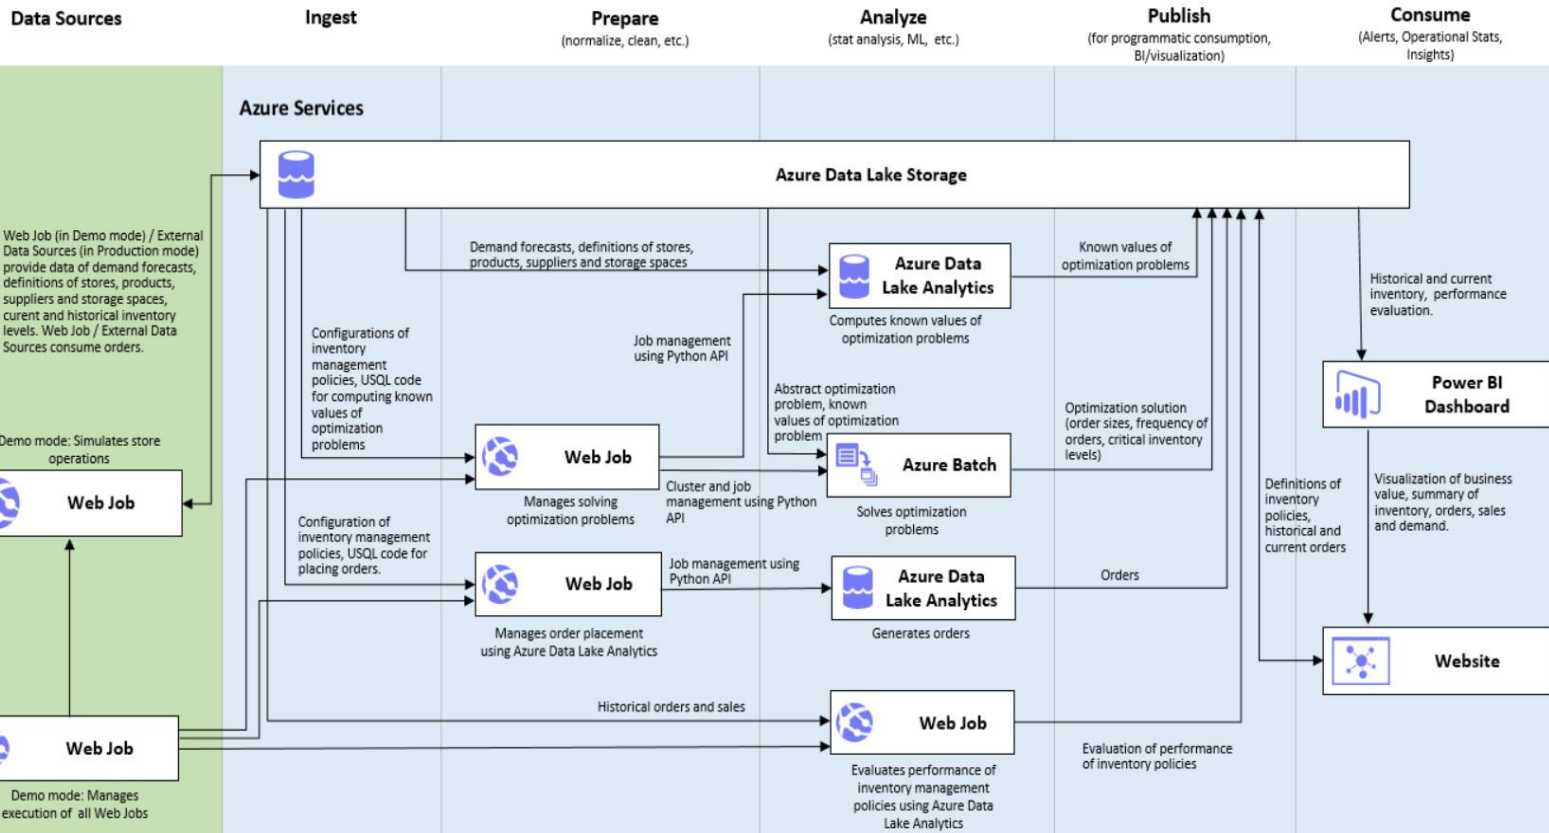 Data Sources
Ingest
Prepare
(normalize, clean, etc.)
Analyze
(stat analysis, ML, etc.)
Publish
(for programmatic consumption,
BI/visualization)
Consume
(Alerts, Operational Stats,
Insights)
Azure Services
Azure Data Lake Storage
Web Job (in Demo mode) / External
Data Sources (in Production mode)
provide data of demand forecasts,
definitions of stores, products,
suppliers and storage spaces,
curent and historical inventory
levels. Web Job / External Data
Sources consume orders.
Demo mode: Simulates store
operations
Web Job
Web Job
Demo mode: Manages
execution of all Web Jobs
Configurations of
inventory
management
policies, USQL code
for computing known
values of
optimization
problems
Configuration of
inventory management
policies, USQL code for
placing orders.
Demand forecasts, definitions of stores,
products, suppliers and storage spaces
Job management
using Python API
Web Job
Manages solving
optimization problems
Cluster and job
management using Python
API
Web Job
Manages order placement
using Azure Data Lake Analytics
Job management using
Python API
Historical orders and sales
Azure Data
Lake Analytics
Computes known values of
optimization problems
Abstract optimization
problem, known
values of optimization
problem
Azure Batch
Solves optimization
problems
Azure Data
Lake Analytics
Generates orders
Web Job
Evaluates performance of
inventory management
policies using Azure Data
Lake Analytics
Known values of
optimization problems
Optimization solution
(order sizes, frequency of
orders, critical inventory
levels)
Orders
Evaluation of performance
of inventory policies
Definitions of
inventory
policies,
historical and
current orders
Historical and current
inventory, performance
evaluation.
Power BI
Dashboard
Visualization of business
value, summary of
inventory, orders, sales
and demand.
Website